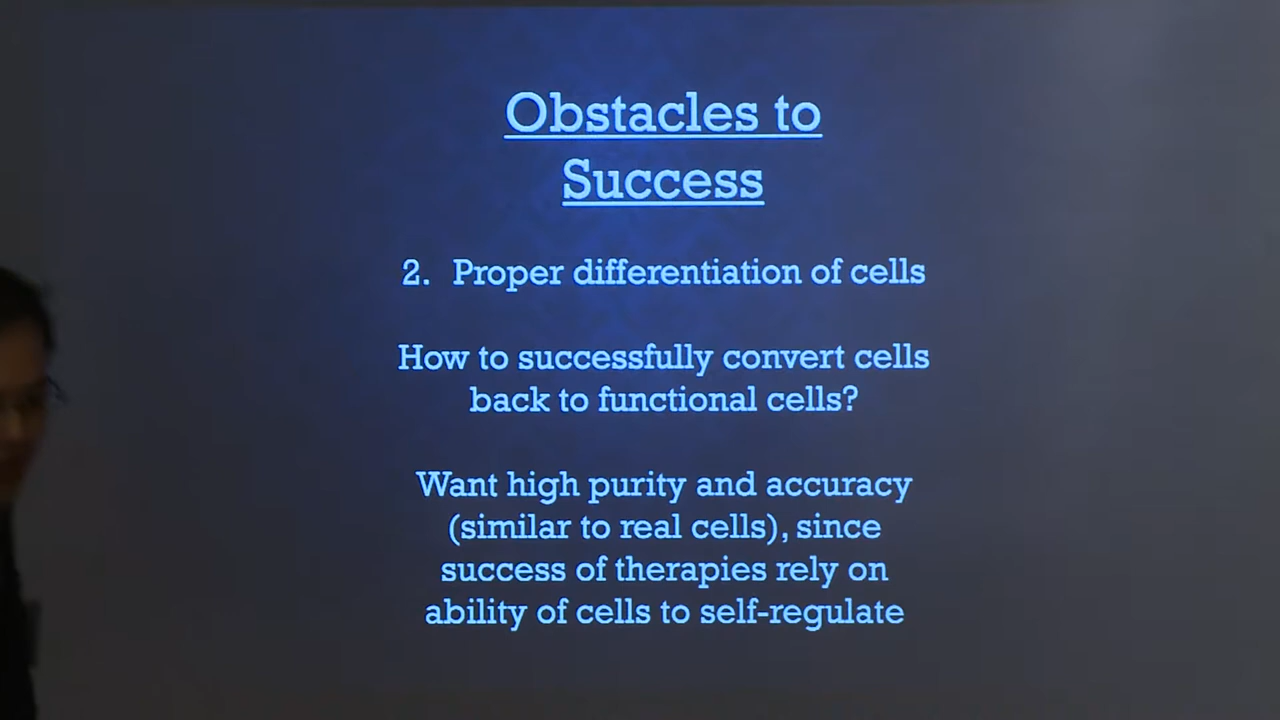 Obstacles to
Success
2. Proper differentiation of cells
How to successfully convert cells
back to functional cells?
Want high purity and accuracy
(similar to real cells), since
success of therapies rely on
ability of cells to self-regulate